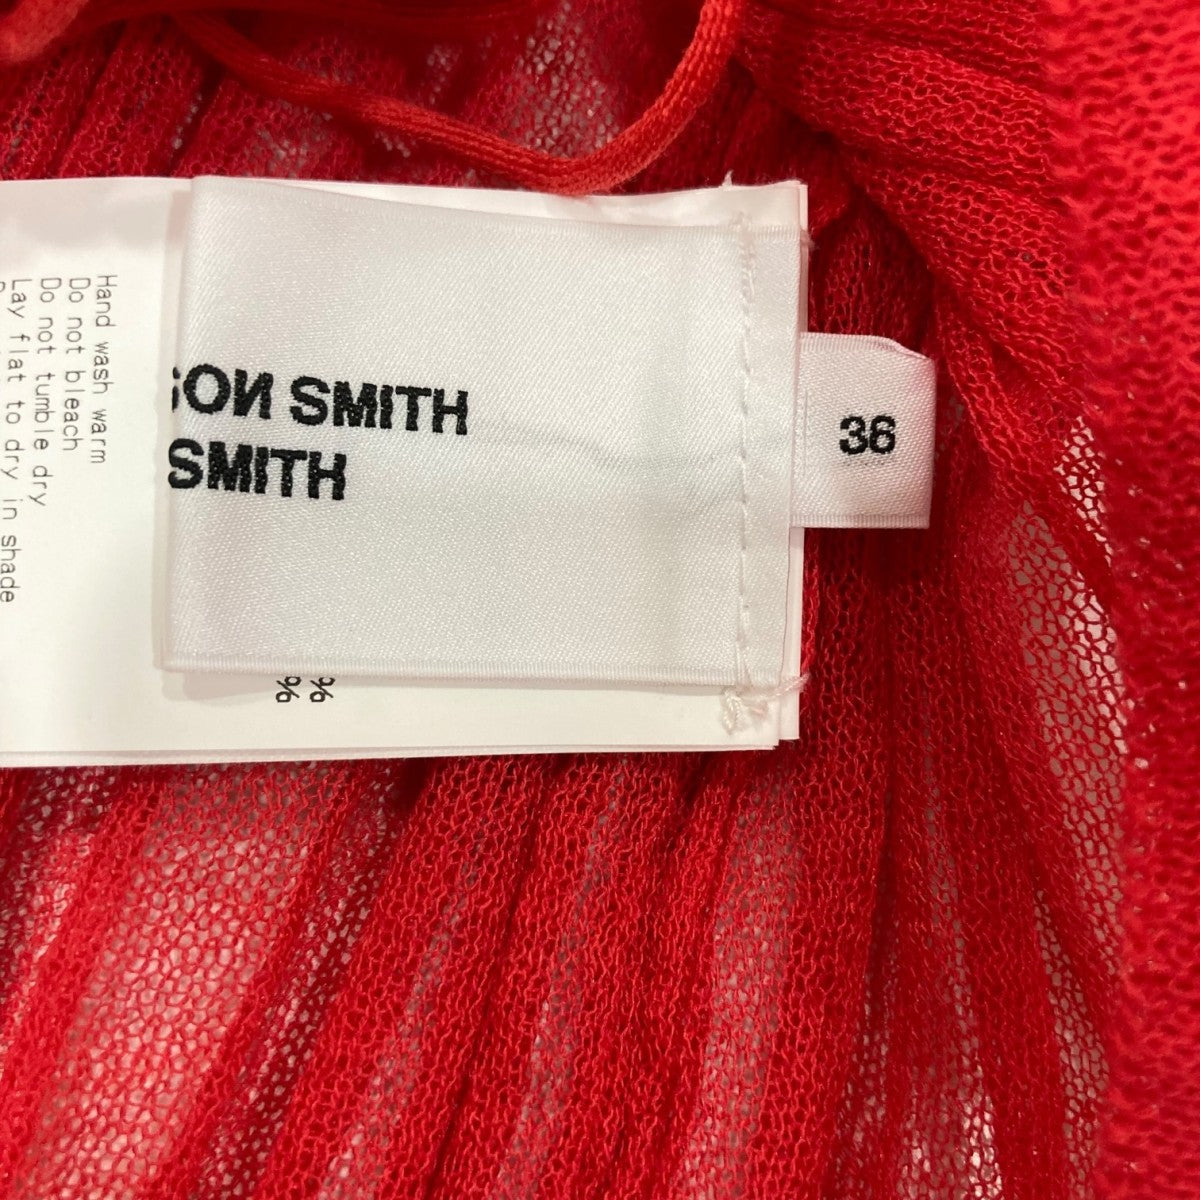 SON SMITH
SMITH
36
Hand wash warm
Do not bleach
Do not tumble dry
Lay flat to dry in shade
%
%